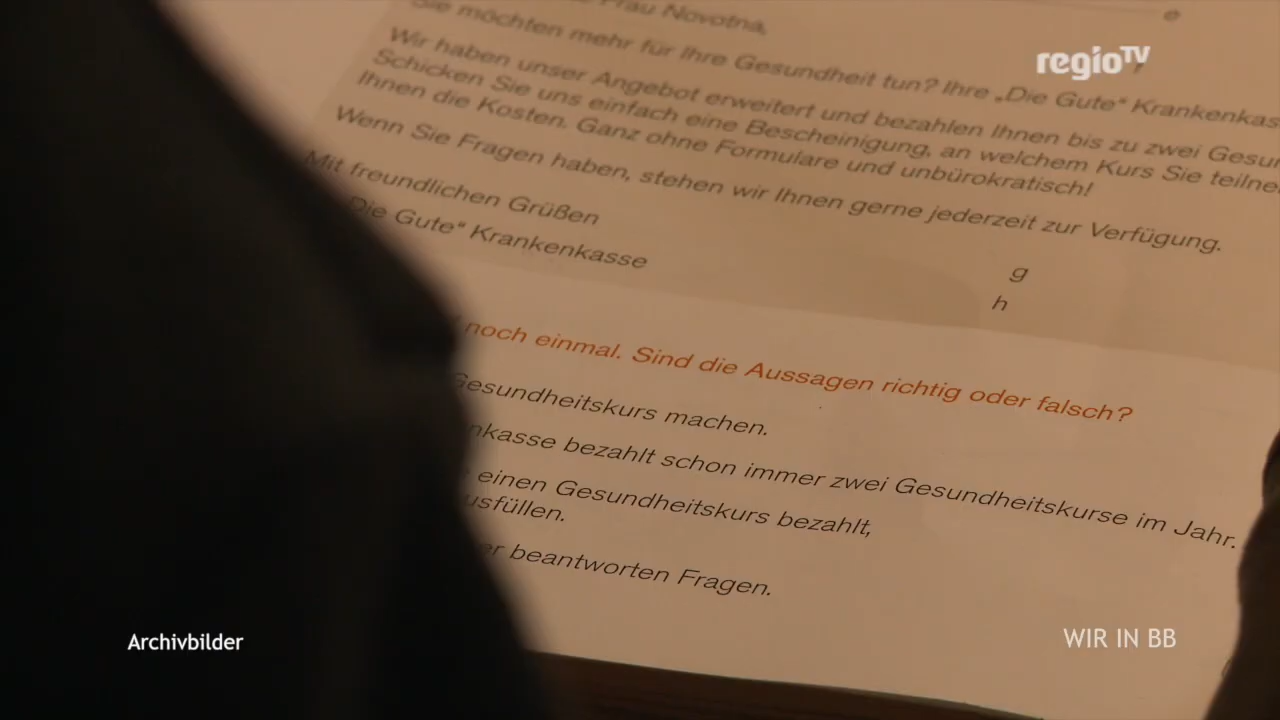 Frau Novotna,
e
regioTV
Sie möchten mehr für Ihre Gesundheit tun? Ihre „Die Gute“ Krankenkas
Wir haben unser Angebot erweitert und bezahlen Ihnen bis zu zwei Gesun
Schicken Sie uns einfach eine Bescheinigung, an welchem Kurs Sie teilne
Ihnen die Kosten. Ganz ohne Formulare und unbürokratisch!
Wenn Sie Fragen haben, stehen wir Ihnen gerne jederzeit zur Verfügung.
Mit freundlichen Grüßen
Die Gute“ Krankenkasse
g
h
noch einmal. Sind die Aussagen richtig oder falsch?
Gesundheitskurs machen.
nkasse bezahlt schon immer zwei Gesundheitskurse im Jahr.
einen Gesundheitskurs bezahlt,
usfüllen.
er beantworten Fragen.
Archivbilder
WIR IN BB